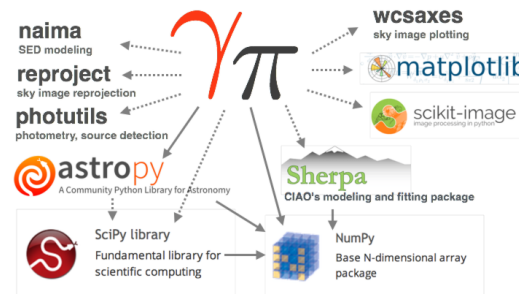 naima
SED modeling
reproject
sky image reprojection
photutils
photometry, source detection
γπ
wcsaxes
sky image plotting
matplotlib
scikit-image
image processing in python
astropy
A Community Python Library for Astronomy
Sherpa
CIAO's modeling and fitting package
SciPy library
Fundamental library for
scientific computing
NumPy
Base N-dimensional array
package